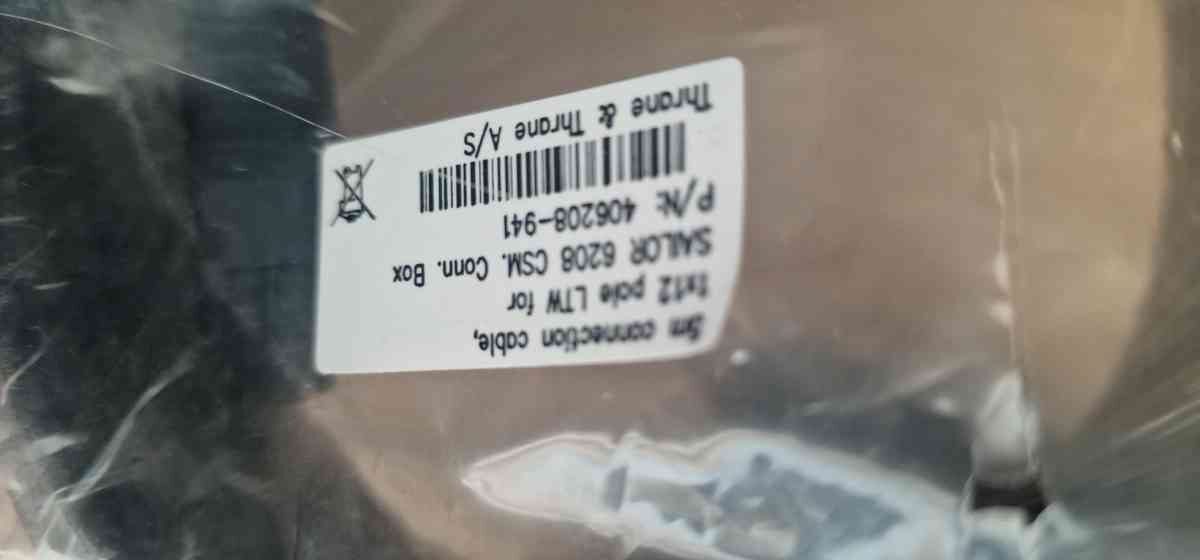 5m connection cable,
1x12 pole LTW for
SAILOR 6208 CSM. Conn. Box
P/N: 406208-941
Thrane & Thrane A/S